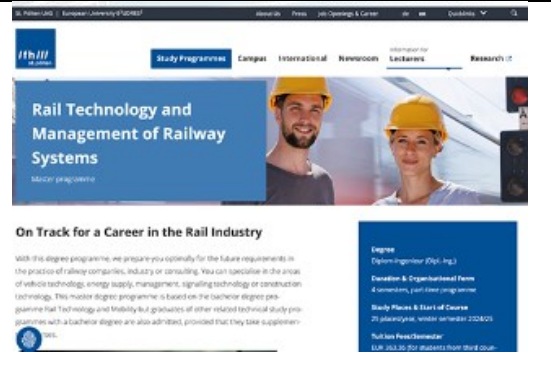 St. Pölten UAS | European University E³UDRES²
About Us Press Job Openings & Career de en Quicklinks
/fh///
st.pölten
Study Programmes Campus International Newsroom Information for Lecturers Research
Rail Technology and
Management of Railway
Systems
Master programme
On Track for a Career in the Rail Industry
With this degree programme, we prepare you optimally for the future requirements in
the practice of railway companies, industry or consulting. You can specialise in the areas
of vehicle technology, energy supply, management, signalling technology or construction
technology. This master degree programme is based on the bachelor degree pro-
gramme Rail Technology and Mobility but graduates of other related technical study pro-
grammes with a bachelor degree are also admitted, provided that they take supplemen-
Degree
Diplom-Ingenieur (Dipl.-Ing.)
Duration & Organisational Form
4 semesters, part-time programme
Study Places & Start of Course
25 places/year, winter semester 2024/25
Tuition Fees/Semester
EUR 363.36 (for students from third coun-